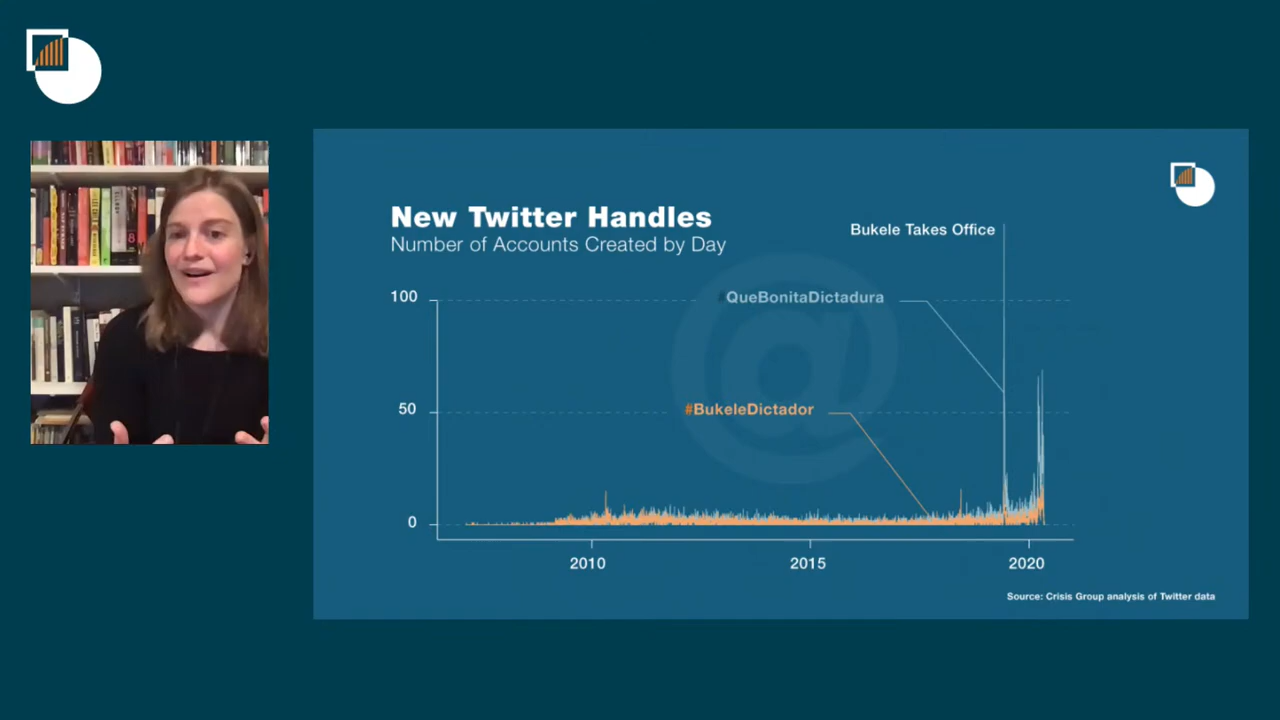 New Twitter Handles
Number of Accounts Created by Day
Bukele Takes Office
100
#QueBonitaDictadura
50
#BukeleDictador
0
2010
2015
2020
Source: Crisis Group analysis of Twitter data